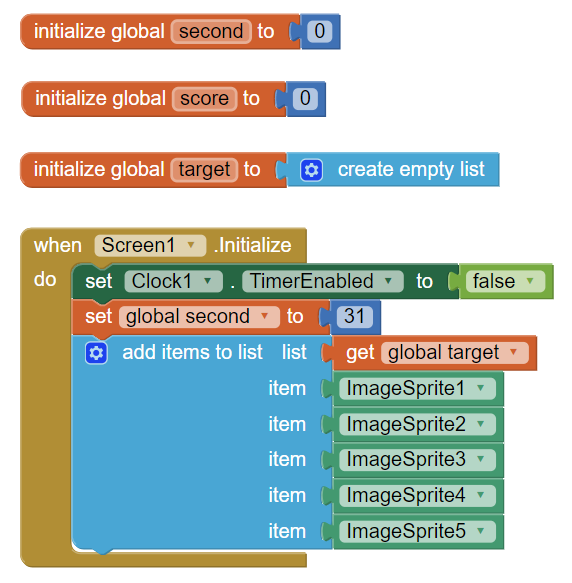 initialize global second to 0
initialize global score to 0
initialize global target to create empty list
when Screen1 .Initialize
do set Clock1 . TimerEnabled to false
set global second to 31
add items to list list get global target
item ImageSprite1
item ImageSprite2
item ImageSprite3
item ImageSprite4
item ImageSprite5